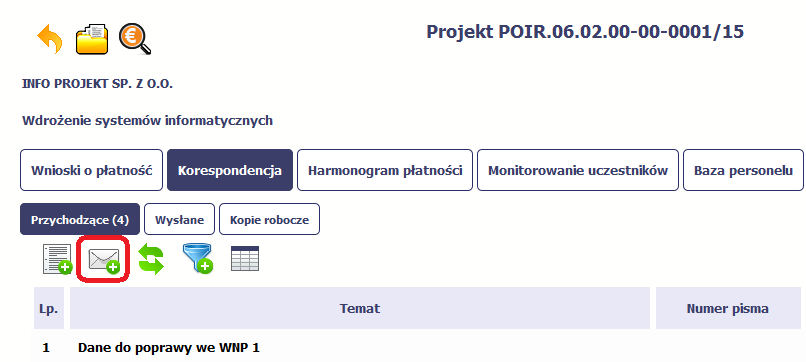 Projekt POIR.06.02.00-00-0001/15
INFO PROJEKT SP. Z O.O.
Wdrożenie systemów informatycznych
Wnioski o płatność Korespondencja Harmonogram płatności Monitorowanie uczestników Baza personelu
Przychodzące (4) Wysłane Kopie robocze
Lp. Temat Numer pisma
1 Dane do poprawy we WNP 1